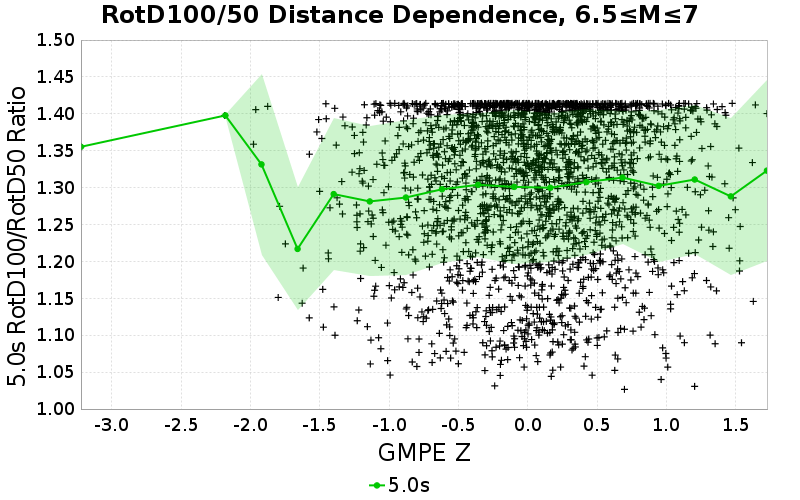 RotD100/50 Distance Dependence, 6.5≤M≤7
5.0s RotD100/RotD50 Ratio
1.50
1.45
1.40
1.35
1.30
1.25
1.20
1.15
1.10
1.05
1.00
-3.0 -2.5 -2.0 -1.5 -1.0 -0.5 0.0 0.5 1.0 1.5
GMPE Z
5.0s